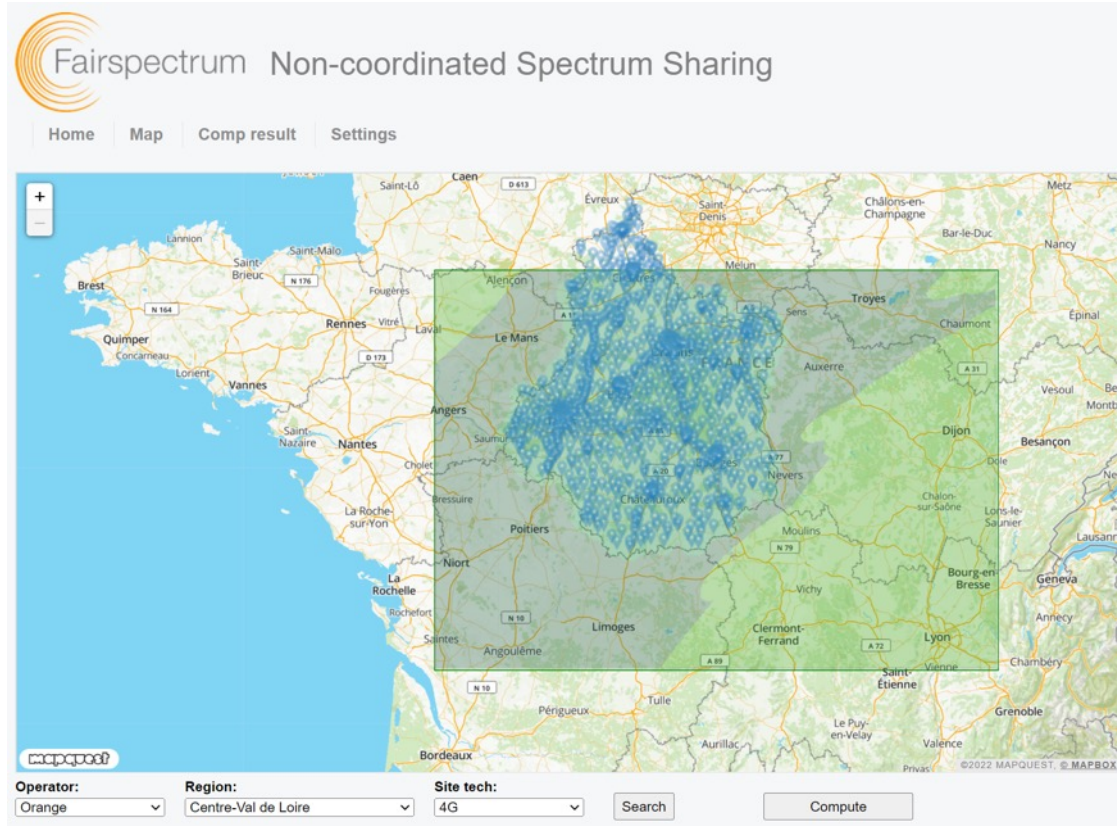 Fairspectrum
Non-coordinated Spectrum Sharing
Home Map Comp result Settings
+
−
Caen
Saint-Lô
D 613
Évreux
Saint-Denis
Châlons-en-Champagne
Metz
Lannion
Saint-Malo
Bar-le-Duc
Nancy
Saint-Brieuc
N 176
Alençon
Melun
Brest
Fougères
Troyes
N 164
Rennes
Vitré
Laval
Sens
Chaumont
Épinal
Quimper
Le Mans
Concarneau
D 173
FRANCE
Auxerre
A 31
Lorient
Vannes
Vesoul
Angers
Saint-Nazaire
Nantes
Dijon
Besançon
Cholet
A 20
A 77
Nevers
Dole
Bressuire
Châteauroux
Chalon-sur-Saône
Lons-le-Saunier
La Roche-sur-Yon
Poitiers
Moulins
Lausann
N 79
Niort
Bourg-en-Bresse
Geneva
La Rochelle
Vichy
Rochefort
N 10
Limoges
Clermont-Ferrand
Lyon
Annecy
Saintes
Angoulême
A 72
A 89
Vienne
Chambéry
Saint-Étienne
N 10
Tulle
Périgueux
Grenoble
Le Puy-en-Velay
Aurillac
Valence
Bordeaux
Privas
mapquest
©2022 MAPQUEST, © MAPBOX
Operator: Region: Site tech:
Orange Centre-Val de Loire 4G Search Compute